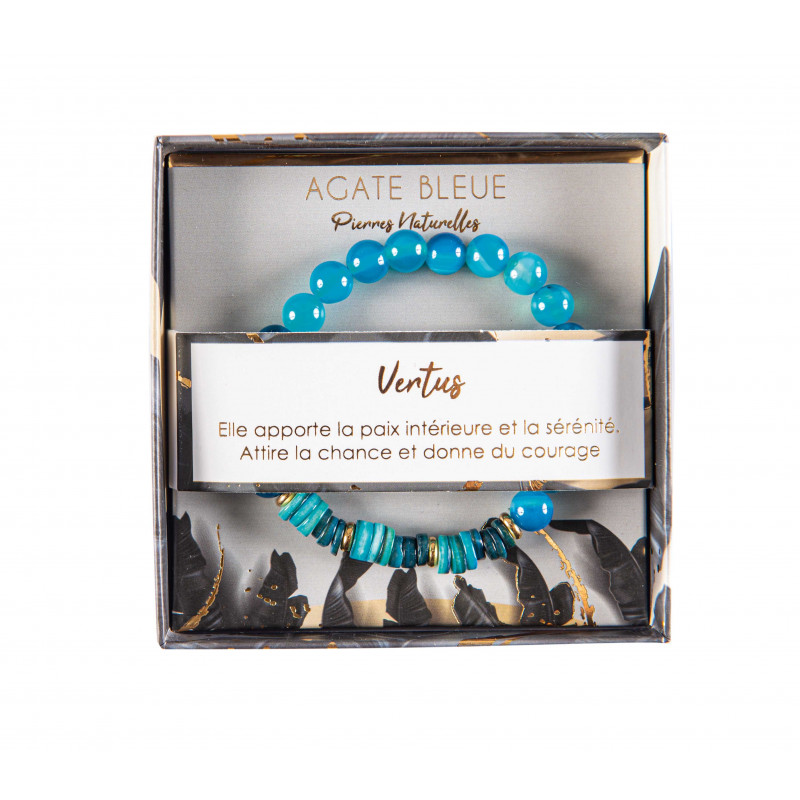 AGATE BLEUE
Pierres Naturelles
Vertus
Elle apporte la paix intérieure et la sérénité.
Attire la chance et donne du courage